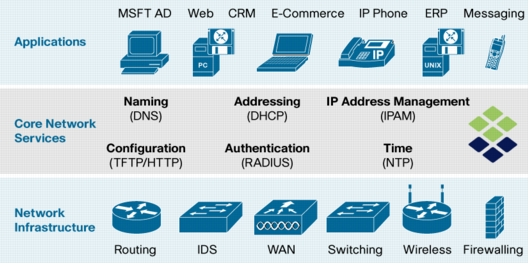 MSFT AD Web CRM E-Commerce IP Phone ERP Messaging
Applications
PC
IP
UNIX
Core Network
Services
Naming
(DNS)
Addressing
(DHCP)
IP Address Management
(IPAM)
Configuration
(TFTP/HTTP)
Authentication
(RADIUS)
Time
(NTP)
Network
Infrastructure
Routing IDS WAN Switching Wireless Firewalling